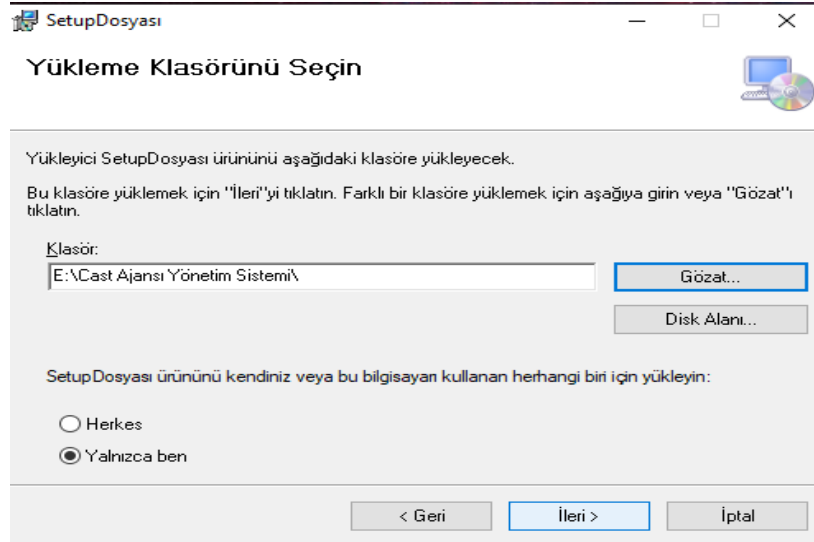 SetupDosyası
Yükleme Klasörünü Seçin
Yükleyici SetupDosyası ürününü aşağıdaki klasöre yükleyecek.
Bu klasöre yüklemek için "İleri"yi tıklatın. Farklı bir klasöre yüklemek için aşağıya girin veya "Gözat"ı
tıklatın.
Klasör:
E:\Cast Ajansı Yönetim Sistemi\
Gözat...
Disk Alanı...
SetupDosyası ürününü kendiniz veya bu bilgisayarı kullanan herhangi biri için yükleyin:
Herkes
Yalnızca ben
< Geri
İleri >
İptal